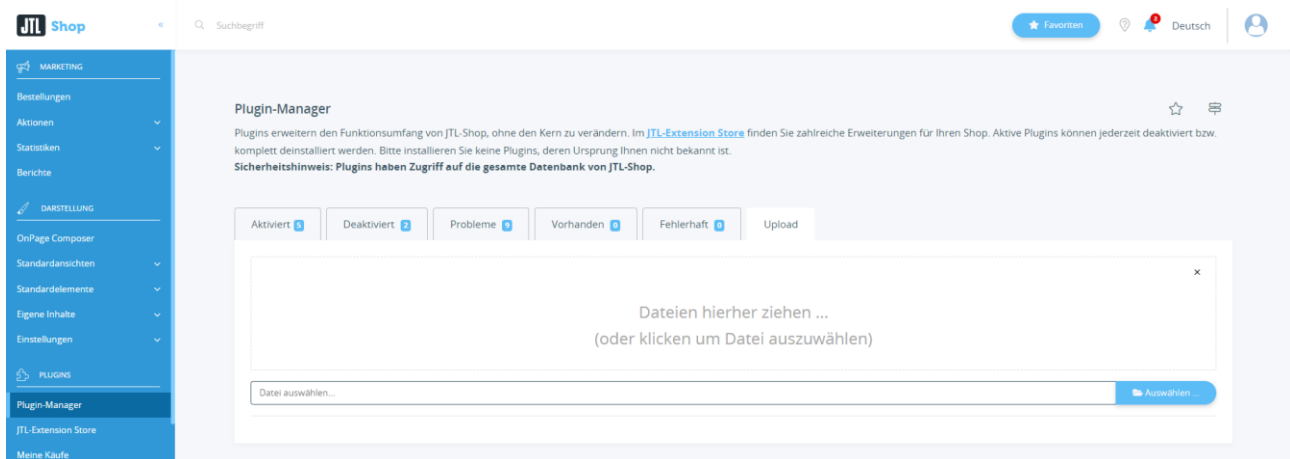 JTL Shop
«
Suchbegriff
Favoriten
Deutsch
MARKETING
Bestellungen
Aktionen
Statistiken
Berichte
DARSTELLUNG
OnPage Composer
Standardansichten
Standardelemente
Eigene Inhalte
Einstellungen
PLUGINS
Plugin-Manager
JTL-Extension Store
Meine Käufe
Plugin-Manager
Plugins erweitern den Funktionsumfang von JTL-Shop, ohne den Kern zu verändern. Im JTL-Extension Store finden Sie zahlreiche Erweiterungen für Ihren Shop. Aktive Plugins können jederzeit deaktiviert bzw.
komplett deinstalliert werden. Bitte installieren Sie keine Plugins, deren Ursprung Ihnen nicht bekannt ist.
Sicherheitshinweis: Plugins haben Zugriff auf die gesamte Datenbank von JTL-Shop.
Aktiviert 5 Deaktiviert 2 Probleme 9 Vorhanden 0 Fehlerhaft 0 Upload
×
Dateien hierher ziehen ...
(oder klicken um Datei auszuwählen)
Datei auswählen... Auswählen ...